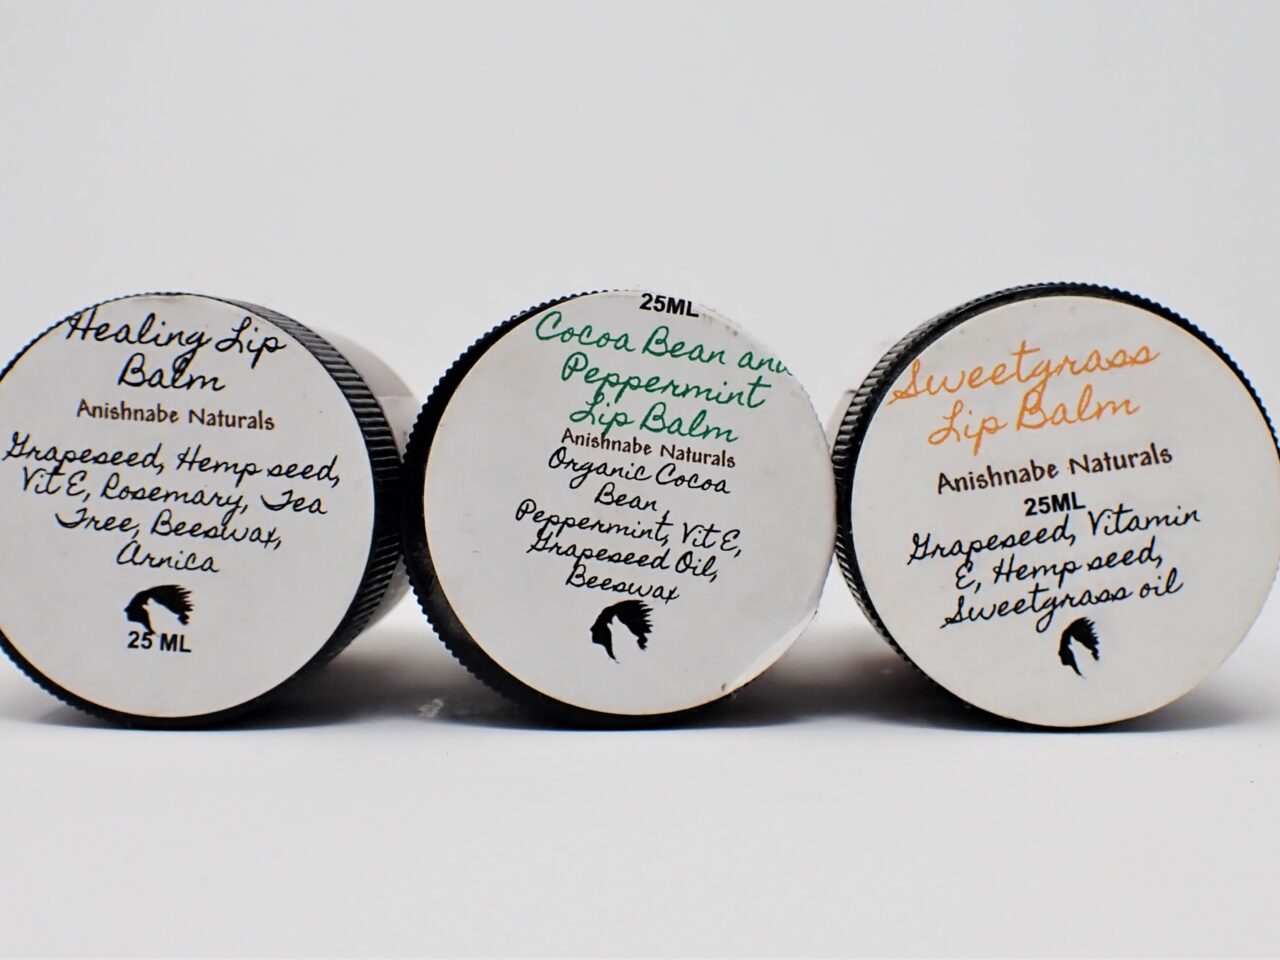 Healing Lip
Balm
Anishnabe Naturals
Grapeseed, Hemp seed,
Vit E, Rosemary, Tea
Tree, Beeswax,
Arnica
25 ML
25ML
Cocoa Bean and
Peppermint
Lip Balm
Anishnabe Naturals
Organic Cocoa
Bean,
Peppermint, Vit E,
Grapeseed Oil,
Beeswax
Sweetgrass
Lip Balm
Anishnabe Naturals
25ML
Grapeseed, Vitamin
E, Hemp seed,
Sweetgrass oil